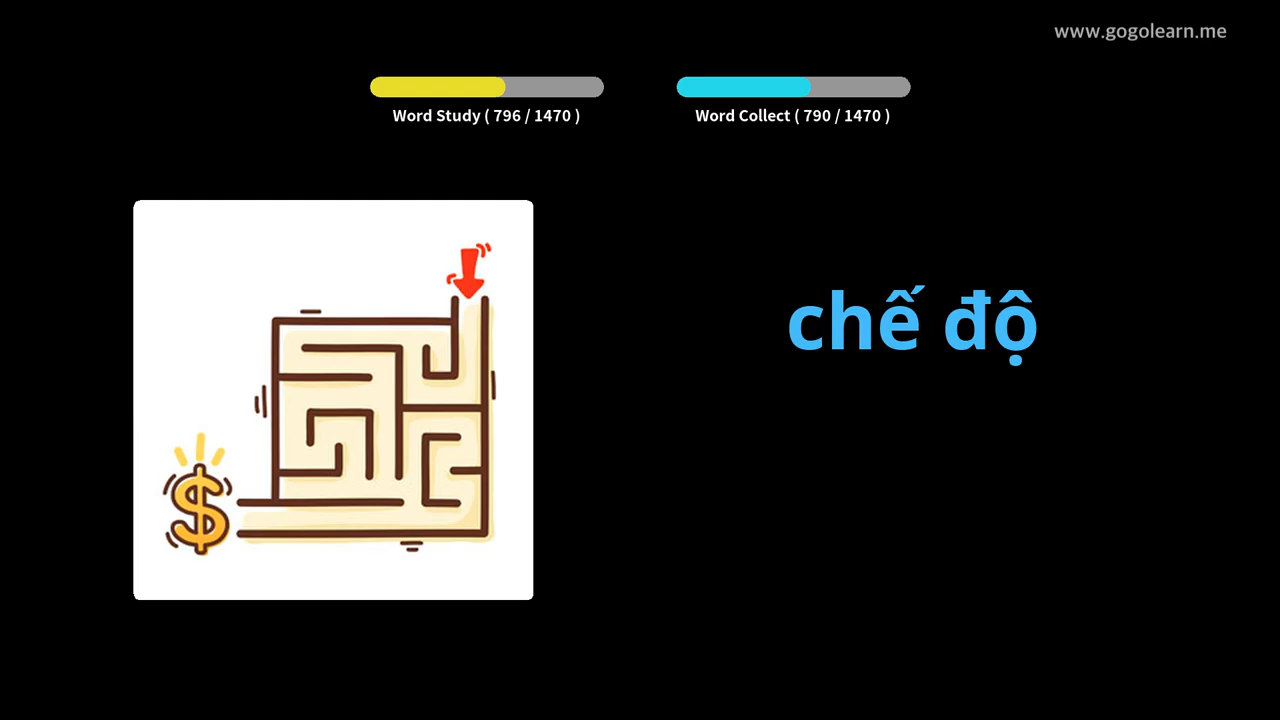 www.gogolearn.me
Word Study ( 796 / 1470 )
Word Collect ( 790 / 1470 )
chế độ
$